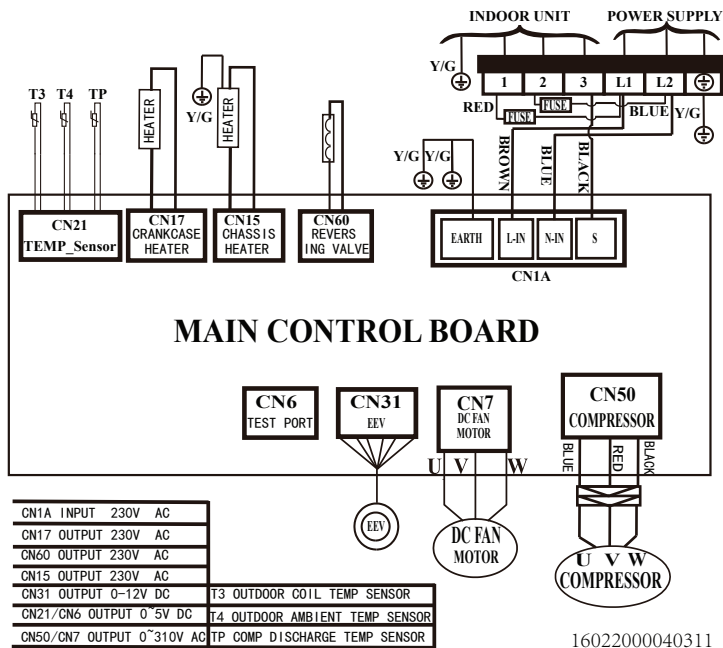 INDOOR UNIT POWER SUPPLY
Y/G
1 2 3 L1 L2
RED FUSE BLUE Y/G
FUSE
T3 T4 TP
HEATER
Y/G
HEATER
Y/G Y/G
BROWN
BLUE
BLACK
CN21
TEMP_Sensor
CN17
CRANKCASE
HEATER
CN15
CHASSIS
HEATER
CN60
REVERS
ING VALVE
EARTH L-IN N-IN S
CN1A
MAIN CONTROL BOARD
CN6
TEST PORT
CN31
EEV
CN7
DC FAN
MOTOR
CN50
COMPRESSOR
U V W
BLUE
RED
BLACK
EEV
DC FAN
MOTOR
U V W
COMPRESSOR
CN1A INPUT 230V AC
CN17 OUTPUT 230V AC
CN60 OUTPUT 230V AC
CN15 OUTPUT 230V AC
CN31 OUTPUT 0-12V DC
T3 OUTDOOR COIL TEMP SENSOR
CN21/CN6 OUTPUT 0~5V DC
T4 OUTDOOR AMBIENT TEMP SENSOR
CN50/CN7 OUTPUT 0~310V AC
TP COMP DISCHARGE TEMP SENSOR
16022000040311